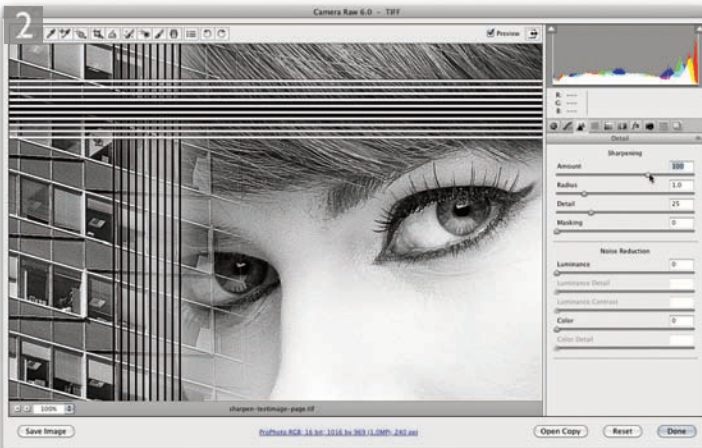 2
Camera Raw 6.0 - TIFF
Preview
R: ---
G: ---
B: ---
Detail
Sharpening
Amount 100
Radius 1.0
Detail 25
Masking 0
Noise Reduction
Luminance 0
Luminance Detail
Luminance Contrast
Color 0
Color Detail
100%
sharpen-testimage-page.tif
Save Image
ProPhoto RGB; 16 bit; 1016 by 969 (1.0MP); 240 ppi
Open Copy
Reset
Done